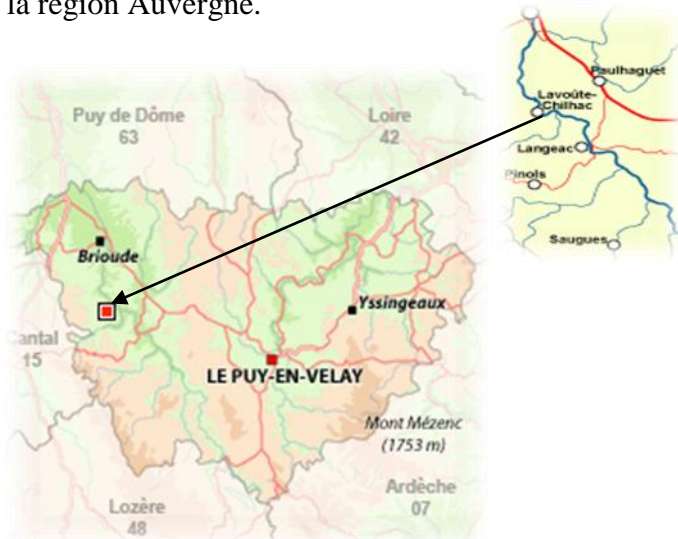 la région Auvergne.
Paulhaguet
Lavoûte-
Chilhac
Langeac
Pinols
Saugues
Puy de Dôme
63
Loire
42
Brioude
Yssingeaux
Cantal
15
LE PUY-EN-VELAY
Mont Mézenc
(1753 m)
Ardèche
07
Lozère
48